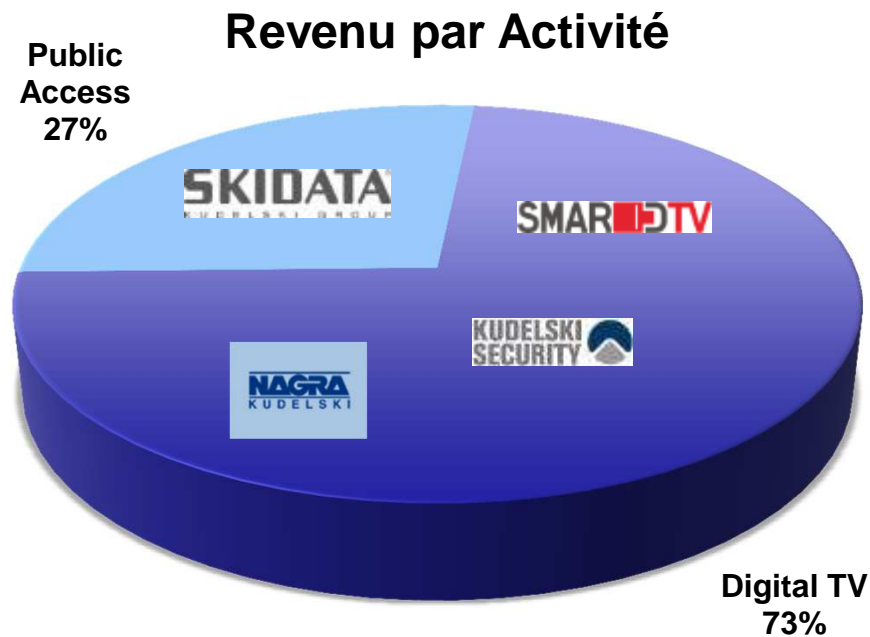 Revenu par Activité
Public
Access
27%
SKIDATA
KUDELSKI GROUP
SMARDTV
KUDELSKI
SECURITY
NAGRA
KUDELSKI
Digital TV
73%